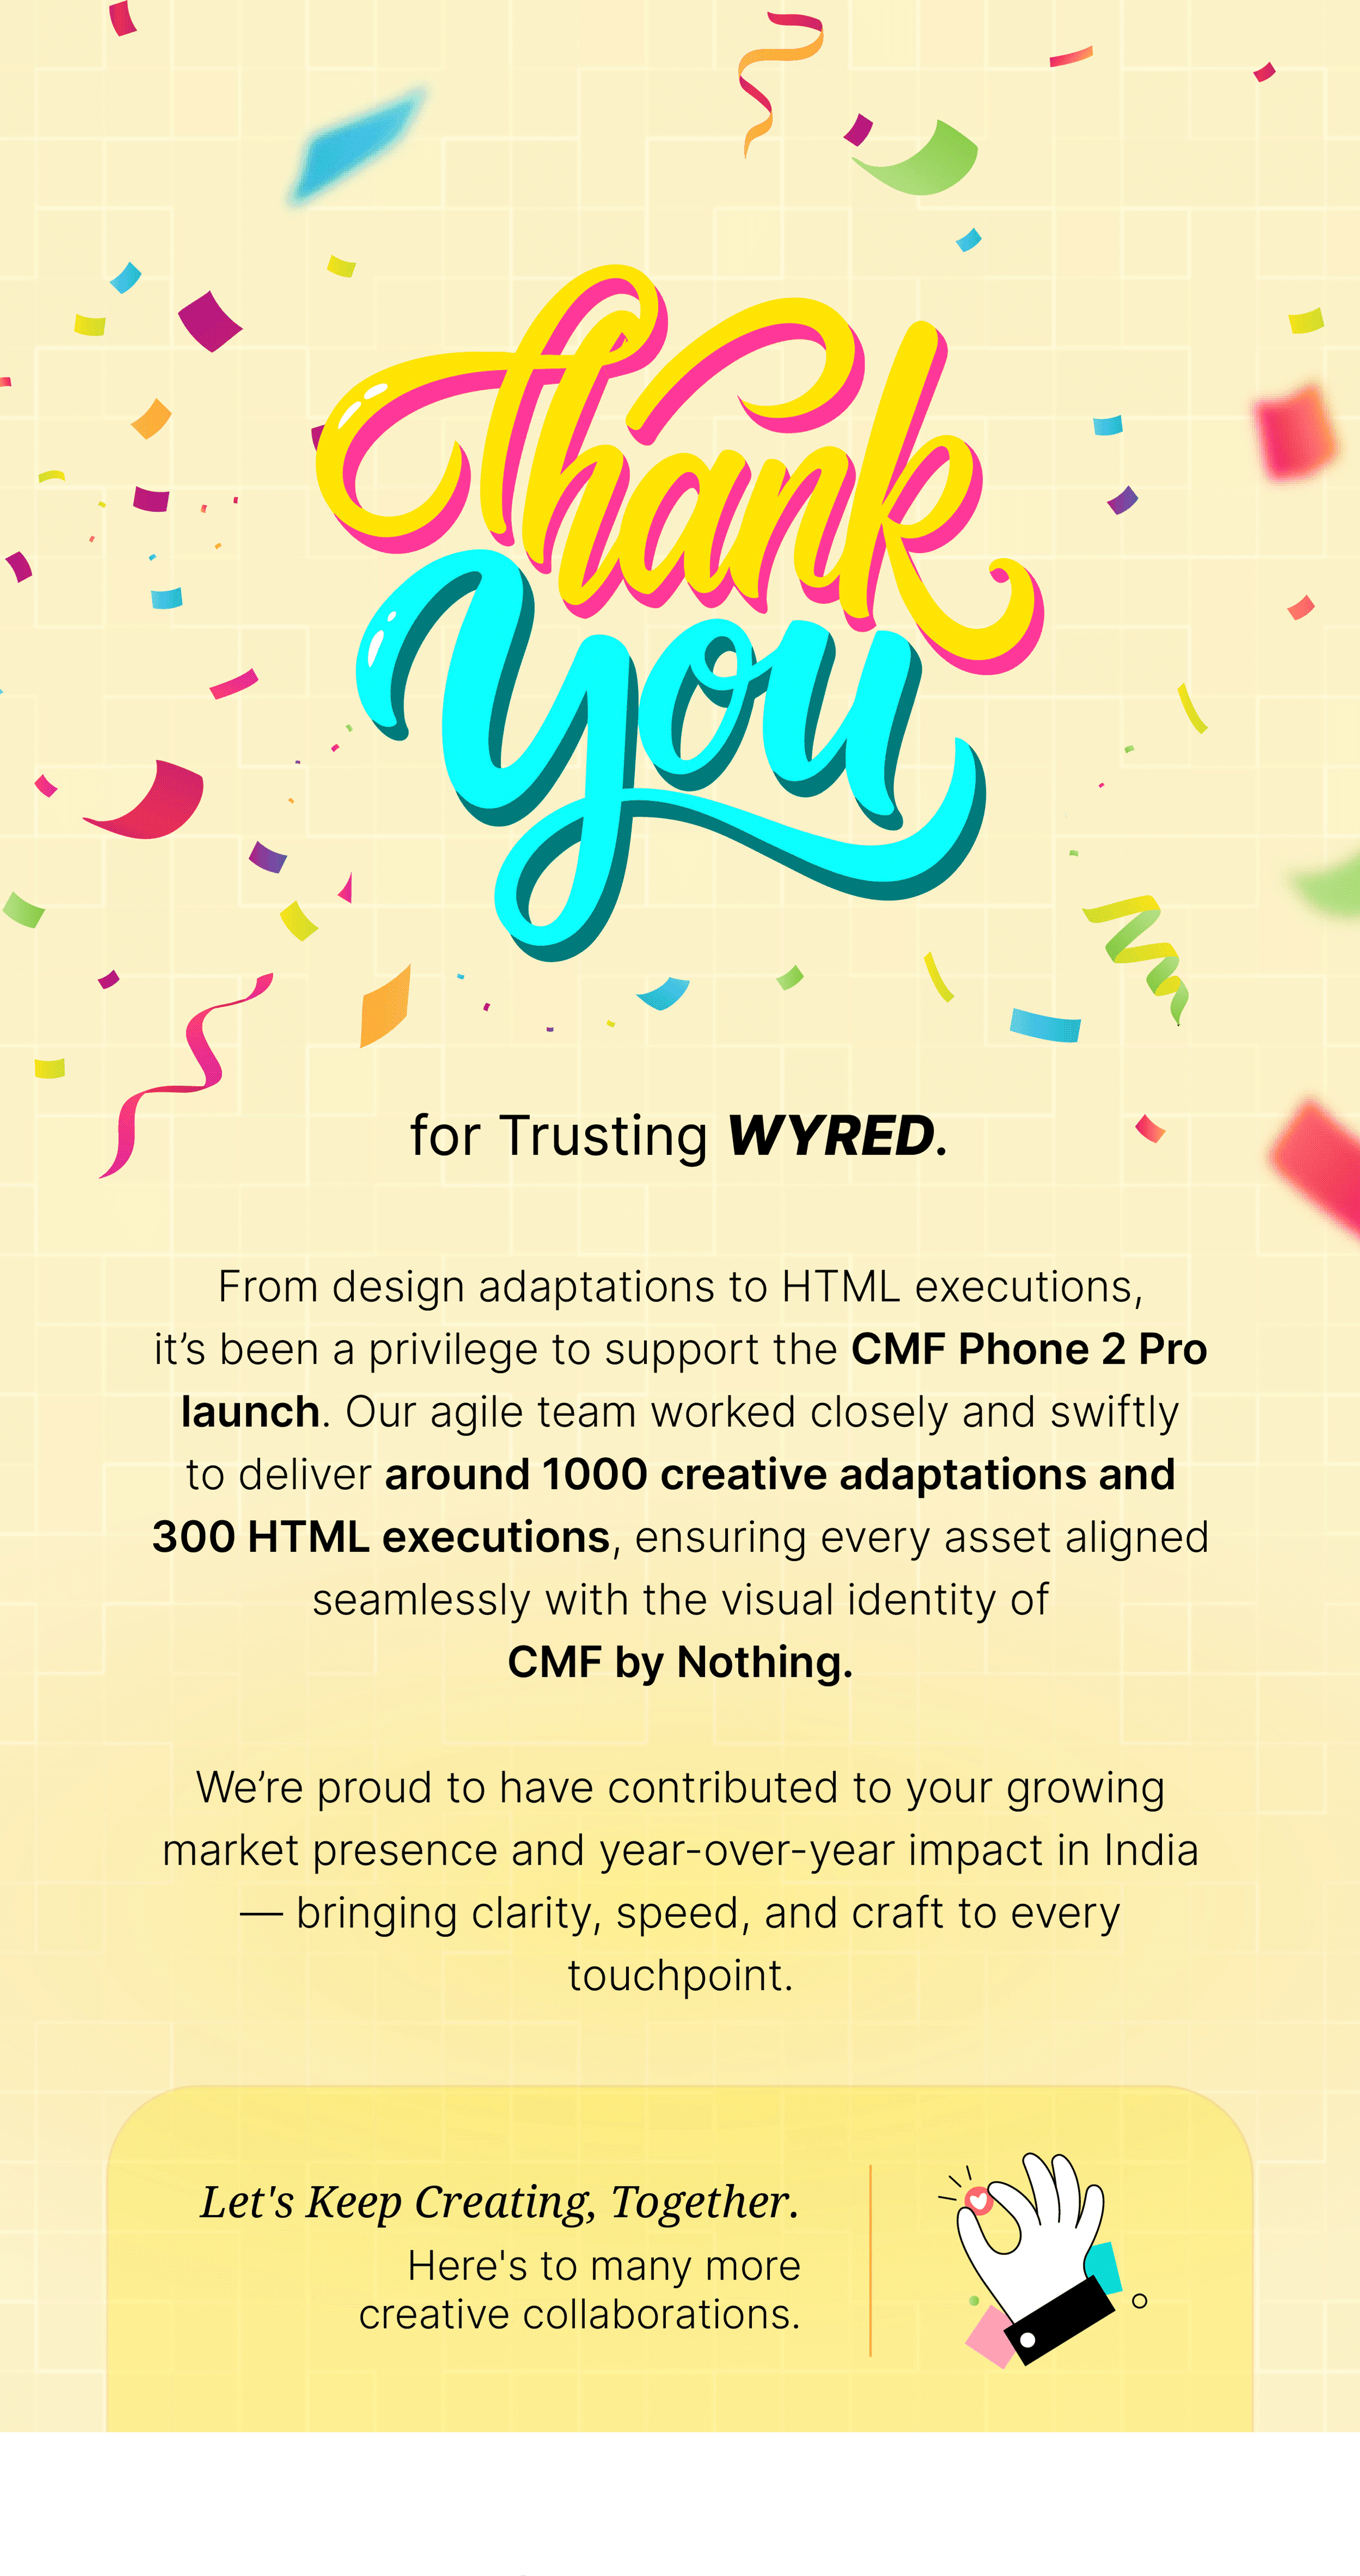 Thank
You
for Trusting WYRED.
From design adaptations to HTML executions,
it’s been a privilege to support the CMF Phone 2 Pro
launch. Our agile team worked closely and swiftly
to deliver around 1000 creative adaptations and
300 HTML executions, ensuring every asset aligned
seamlessly with the visual identity of
CMF by Nothing.
We’re proud to have contributed to your growing
market presence and year-over-year impact in India
— bringing clarity, speed, and craft to every
touchpoint.
Let's Keep Creating, Together.
Here's to many more
creative collaborations.